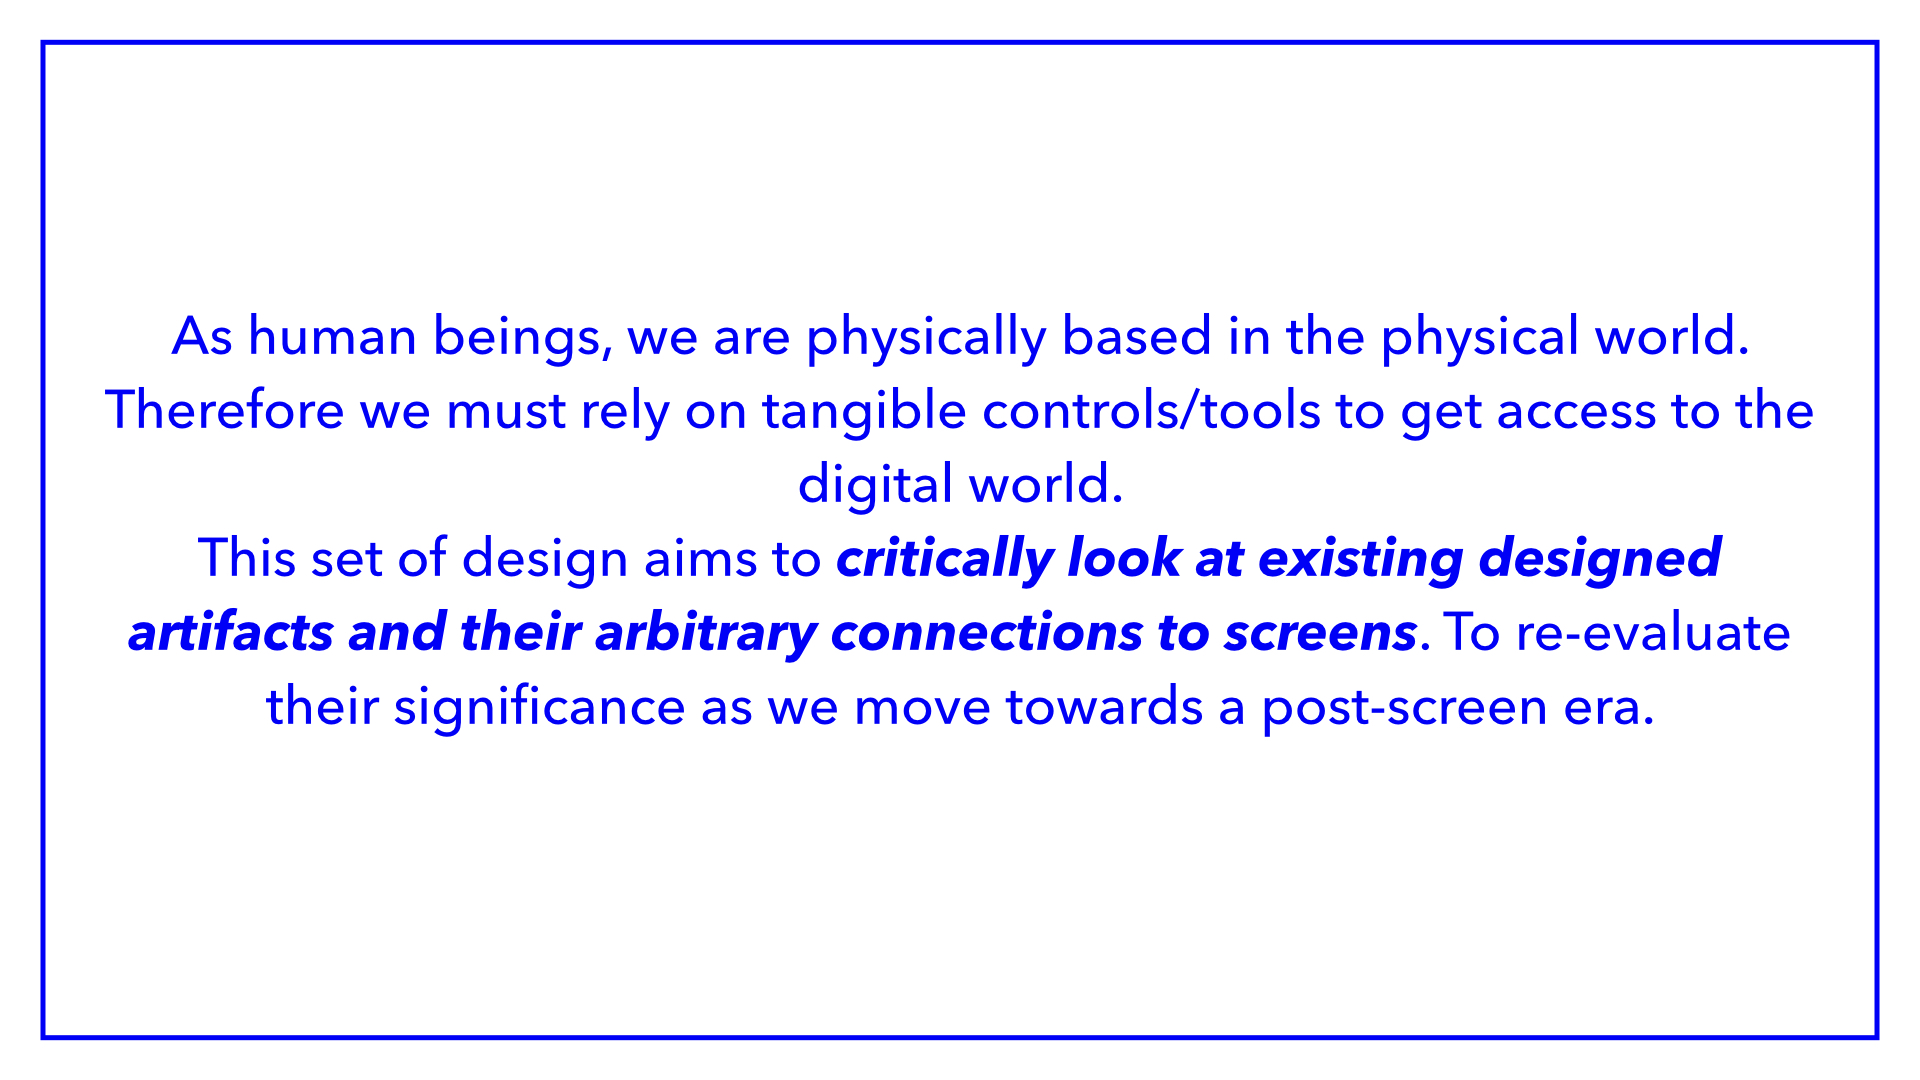 As human beings, we are physically based in the physical world.
Therefore we must rely on tangible controls/tools to get access to the
digital world.
This set of design aims to critically look at existing designed
artifacts and their arbitrary connections to screens. To re-evaluate
their significance as we move towards a post-screen era.